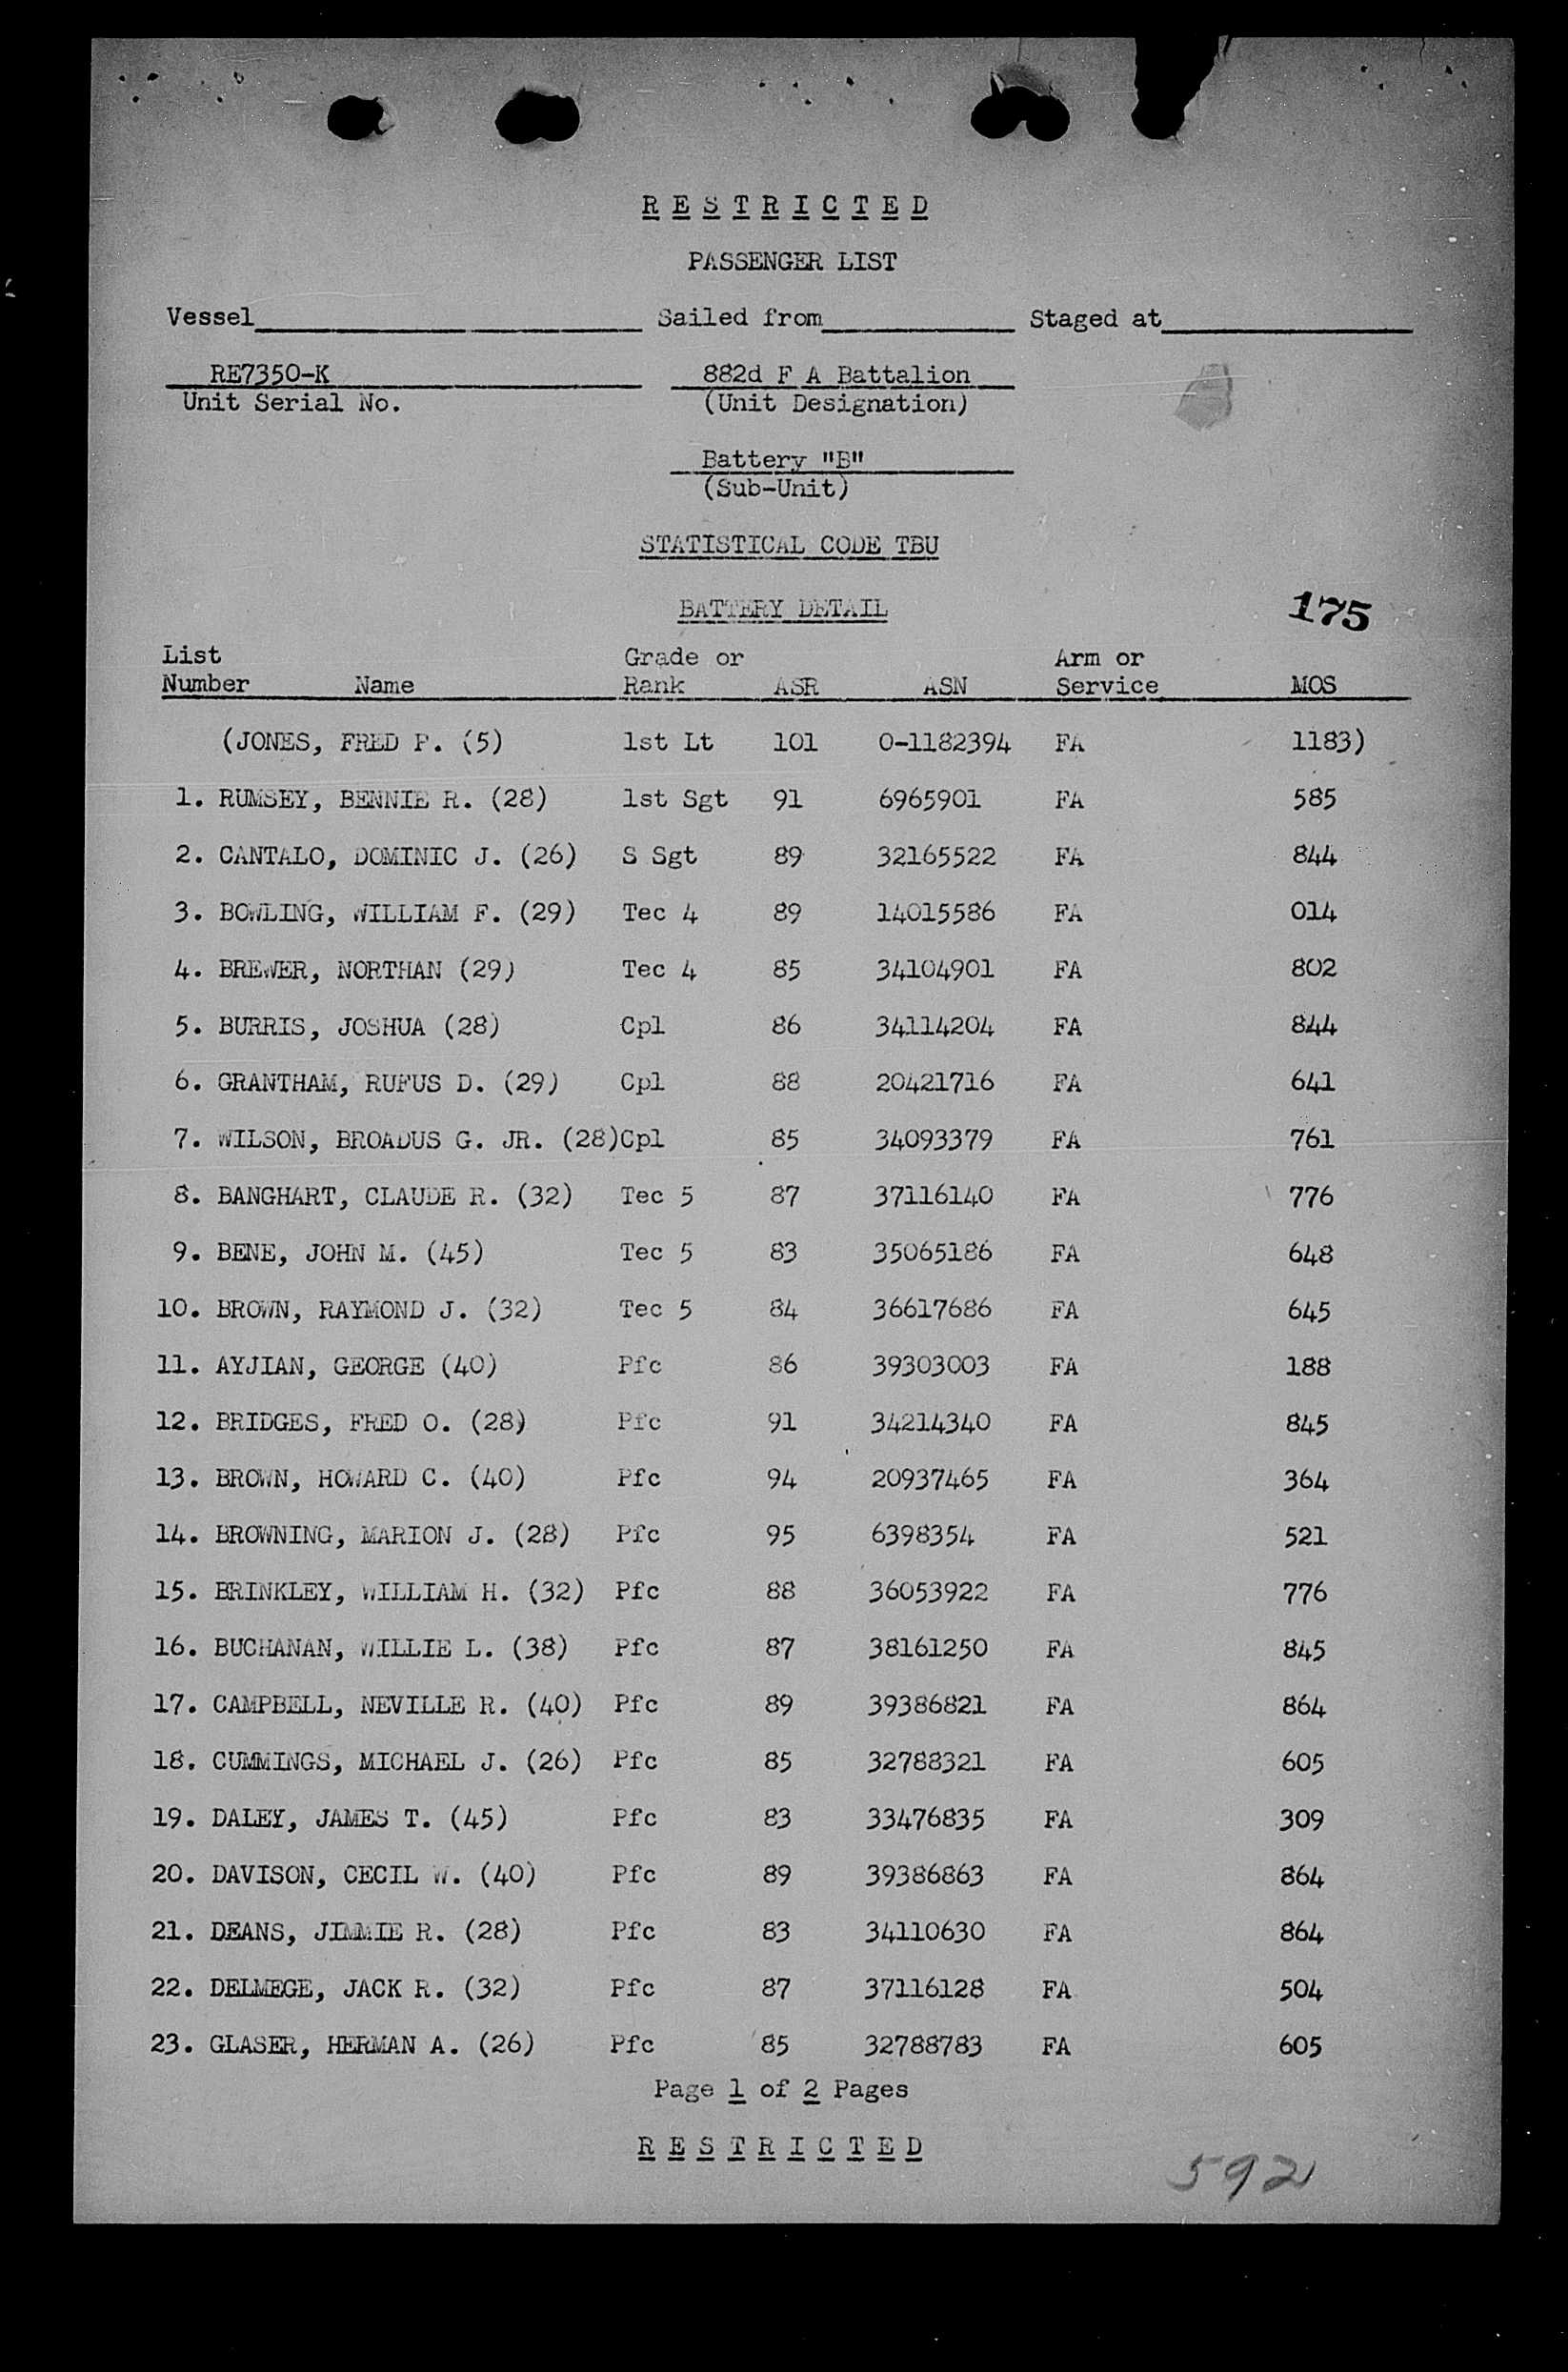 R E S T R I C T E D
PASSENGER LIST
Vessel Sailed from Staged at
RE7350-K 882d F A Battalion
Unit Serial No. (Unit Designation)
Battery "B"
(Sub-Unit)
STATISTICAL CODE TBU
BATTERY DETAIL 175
List Grade or Arm or
Number Name Rank ASR ASN Service MOS
(JONES, FRED P. (5) 1st Lt 101 0-1182394 FA 1183)
1. RUMSEY, BENNIE R. (28) 1st Sgt 91 6965901 FA 585
2. CANTALO, DOMINIC J. (26) S Sgt 89 32165522 FA 844
3. BOWLING, WILLIAM F. (29) Tec 4 89 14015586 FA 014
4. BREWER, NORTHAN (29) Tec 4 85 34104901 FA 802
5. BURRIS, JOSHUA (28) Cpl 86 34114204 FA 844
6. GRANTHAM, RUFUS D. (29) Cpl 88 20421716 FA 641
7. WILSON, BROADUS G. JR. (28)Cpl 85 34093379 FA 761
8. BANGHART, CLAUDE R. (32) Tec 5 87 37116140 FA 776
9. BENE, JOHN M. (45) Tec 5 83 35065186 FA 648
10. BROWN, RAYMOND J. (32) Tec 5 84 36617686 FA 645
11. AYJIAN, GEORGE (40) Pfc 86 39303003 FA 188
12. BRIDGES, FRED O. (28) Pfc 91 34214340 FA 845
13. BROWN, HOWARD C. (40) Pfc 94 20937465 FA 364
14. BROWNING, MARION J. (28) Pfc 95 6398354 FA 521
15. BRINKLEY, WILLIAM H. (32) Pfc 88 36053922 FA 776
16. BUCHANAN, WILLIE L. (38) Pfc 87 38161250 FA 845
17. CAMPBELL, NEVILLE R. (40) Pfc 89 39386821 FA 864
18. CUMMINGS, MICHAEL J. (26) Pfc 85 32788321 FA 605
19. DALEY, JAMES T. (45) Pfc 83 33476835 FA 309
20. DAVISON, CECIL W. (40) Pfc 89 39386863 FA 864
21. DEANS, JIMMIE R. (28) Pfc 83 34110630 FA 864
22. DELMEGE, JACK R. (32) Pfc 87 37116128 FA 504
23. GLASER, HERMAN A. (26) Pfc 85 32788783 FA 605
Page 1 of 2 Pages
R E S T R I C T E D
592